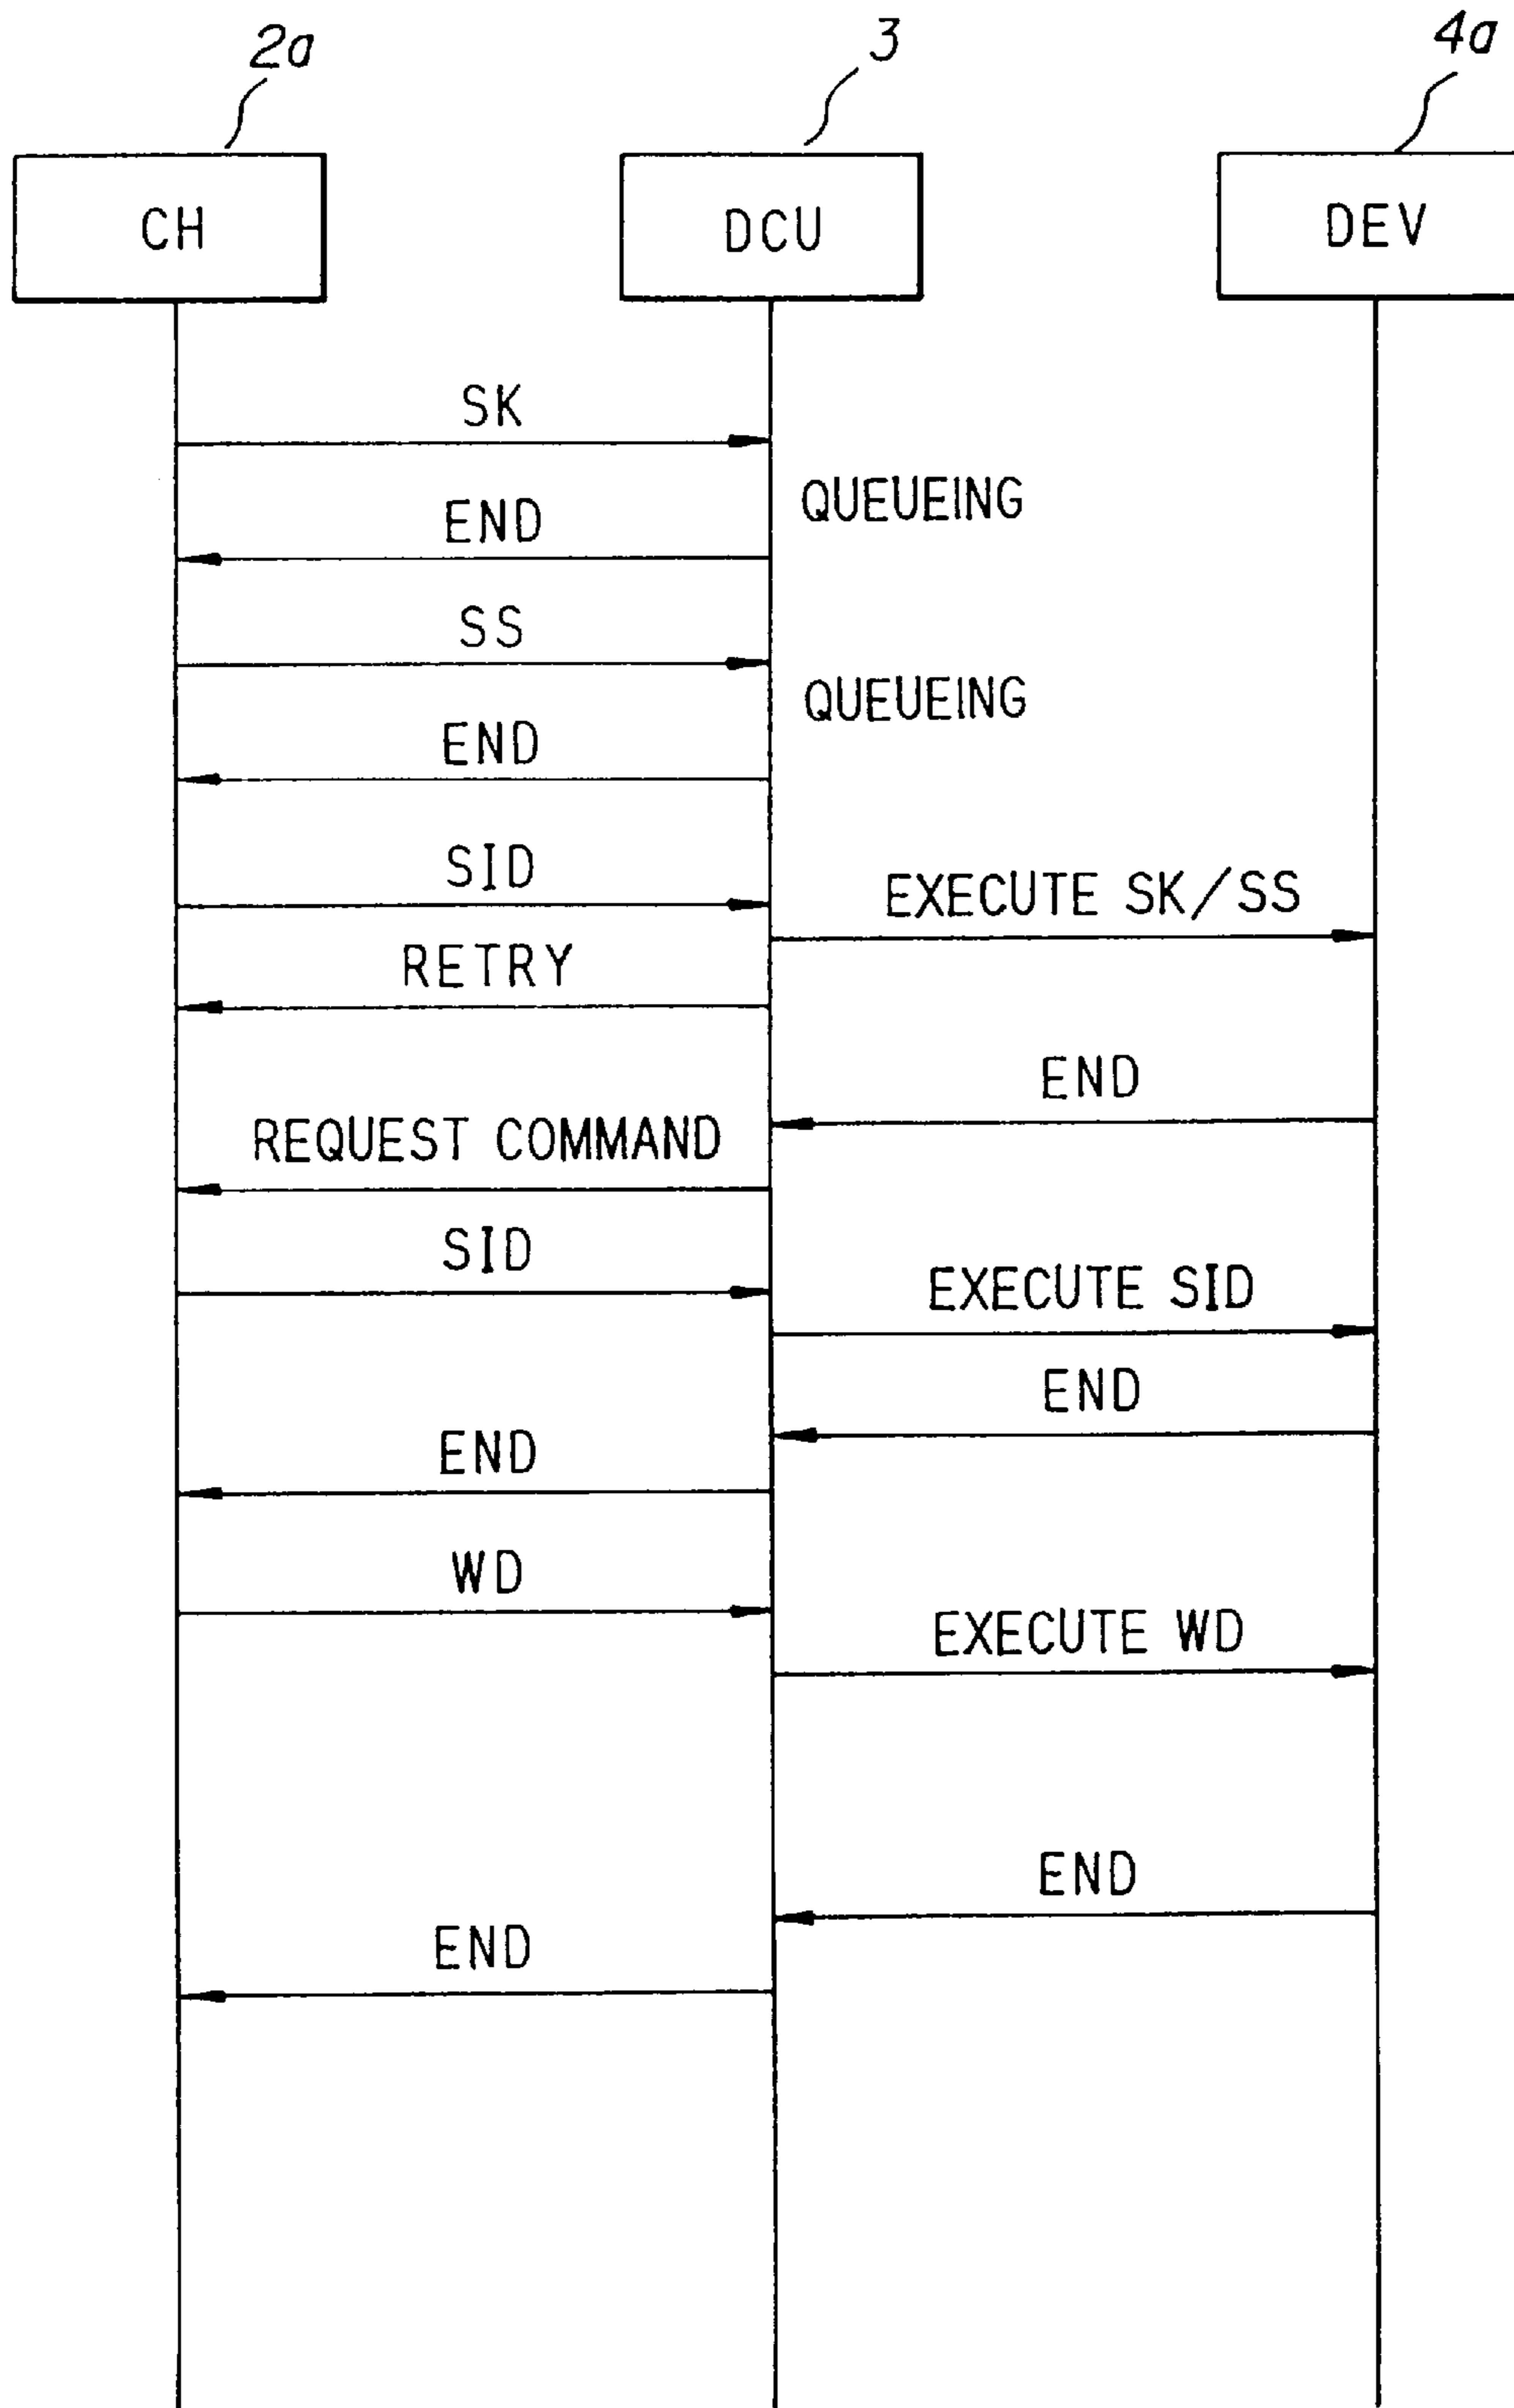 2a
3
4a
CH
DCU
DEV
SK
QUEUEING
END
SS
QUEUEING
END
SID
EXECUTE SK/SS
RETRY
END
REQUEST COMMAND
SID
EXECUTE SID
END
END
WD
EXECUTE WD
END
END